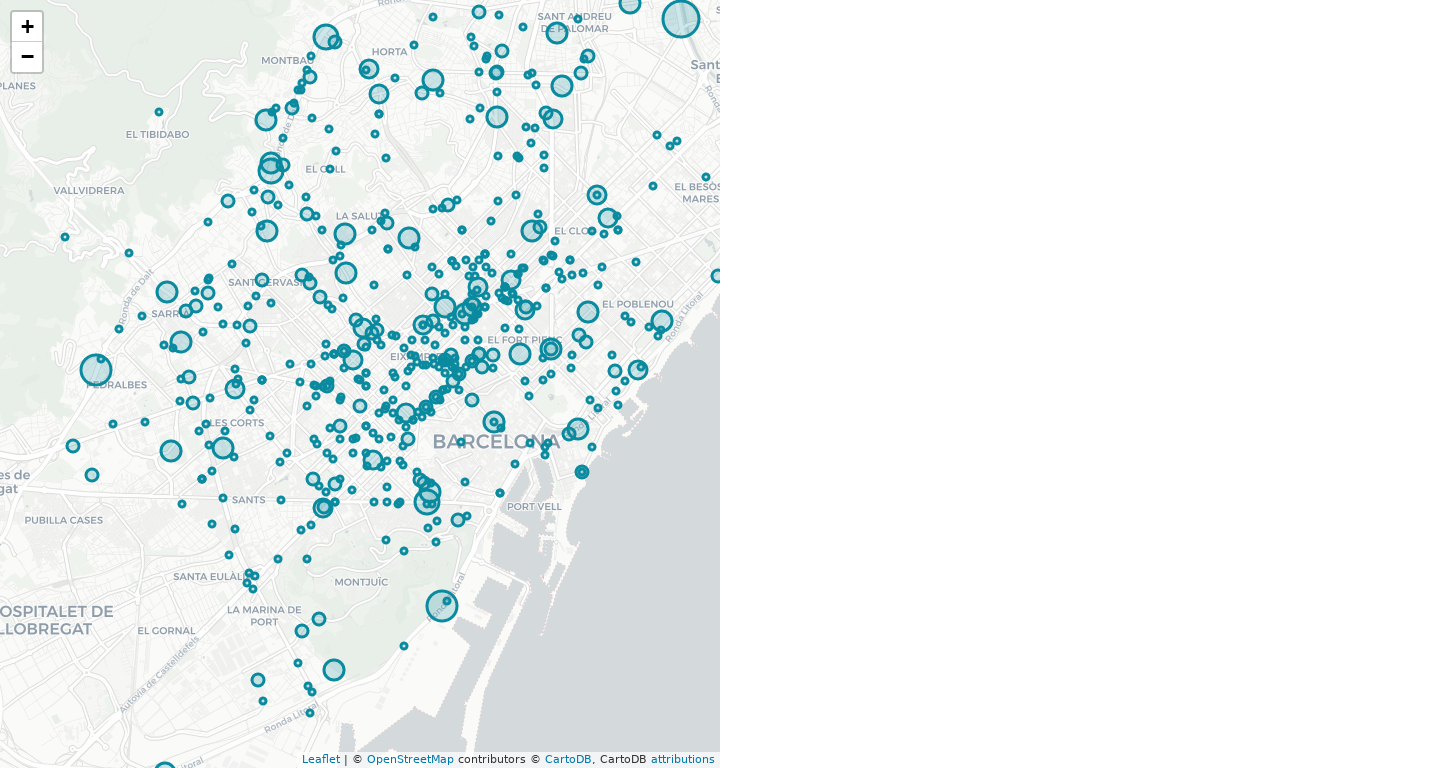 +
−
Ronda
SANT ANDREU
DE PALOMAR
HORTA
MONTBAU
Sant
PLANES
EL TIBIDABO
EL COLL
VALLVIDRERA
EL BESÒS
MARES
LA SALUT
EL CLOT
SANT GERVASI
Ronda de Dalt
SARRIÀ
EL POBLENOU
Ronda Litoral
EL FORT PIENC
EIXAMPLE
PEDRALBES
LES CORTS
BARCELONA
es de
gat
SANTS
PORT VELL
PUBILLA CASES
SANTA EULÀLIA
MONTJUÏC
OSPITALET DE
LLOBREGAT
LA MARINA DE
PORT
EL GORNAL
Autovia de Castelldefels
Ronda Litoral
Leaflet | © OpenStreetMap contributors © CartoDB, CartoDB attributions